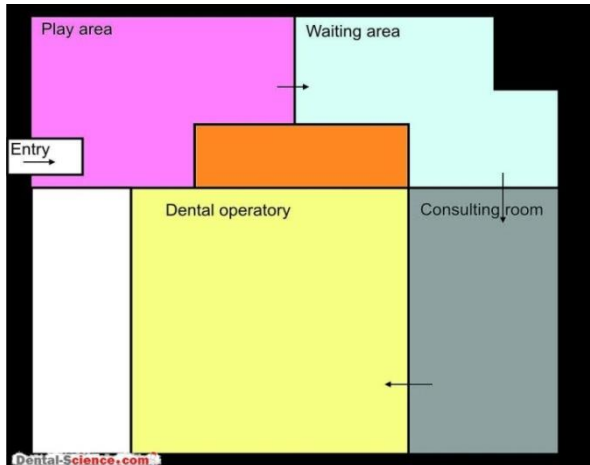 Play area
Waiting area
Entry
Dental operatory
Consulting room
Dental-Science.com